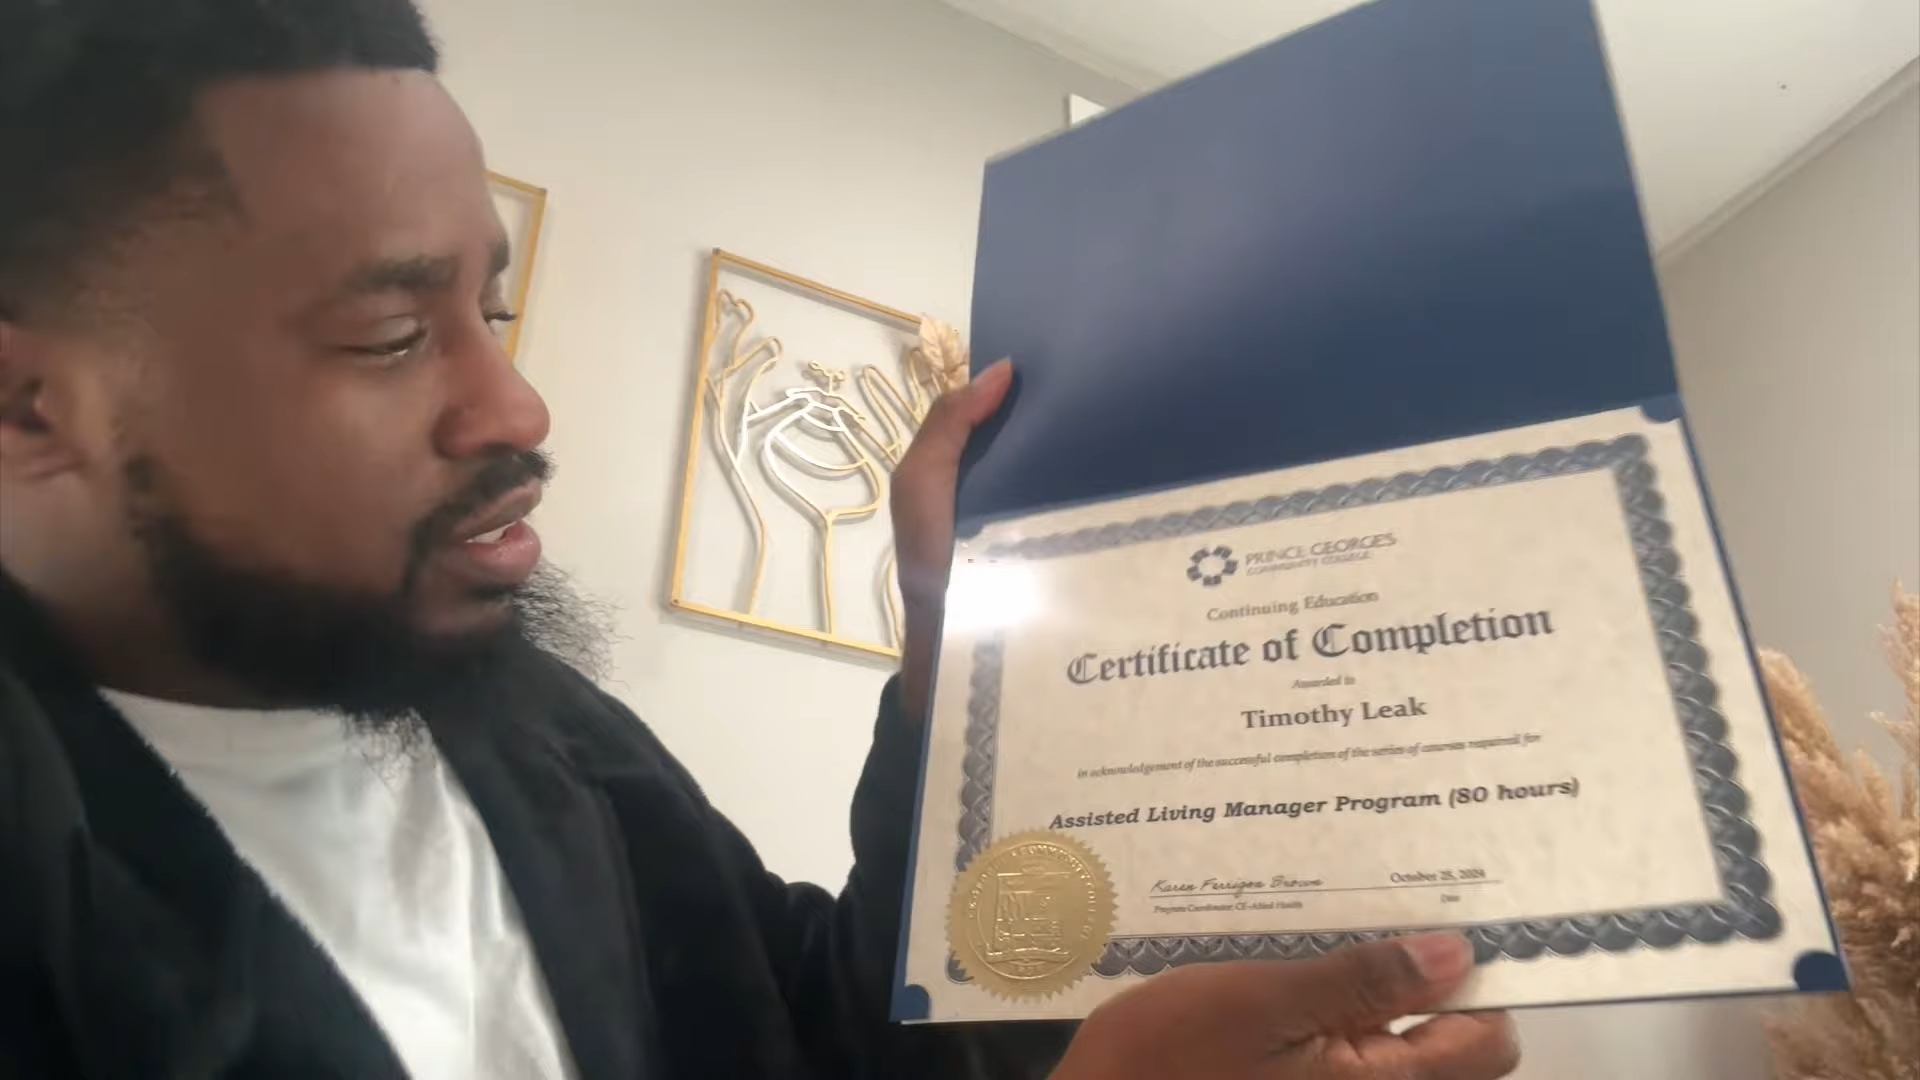 PRINCE GEORGE'S
COMMUNITY COLLEGE
Continuing Education
Certificate of Completion
Awarded to
Timothy Leak
in acknowledgement of the successful completion of the series of courses required for
Assisted Living Manager Program (80 hours)
Karen Ferrigon Brown
October 25, 2024
Program Coordinator, CE-Allied Health
Date